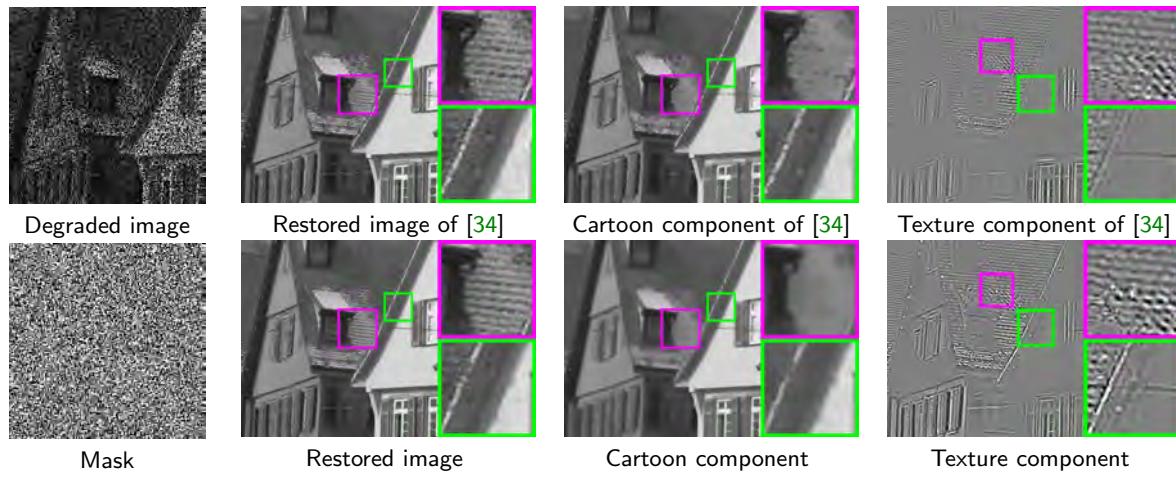 Degraded image
Restored image of [34]
Cartoon component of [34]
Texture component of [34]
Mask
Restored image
Cartoon component
Texture component